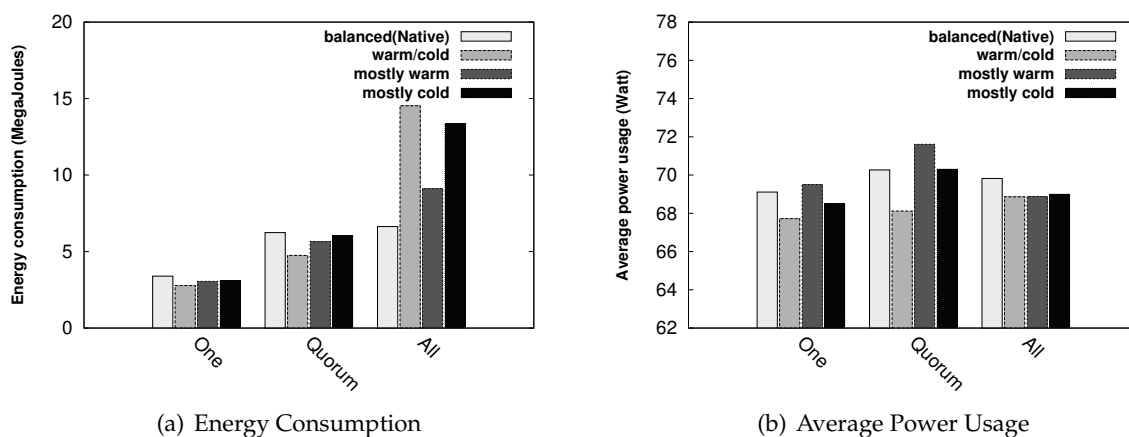 20
15
10
5
0
Energy consumption (MegaJoules)
balanced(Native)
warm/cold
mostly warm
mostly cold
One
Quorum
All
(a) Energy Consumption
78
76
74
72
70
68
66
64
62
Average power usage (Watt)
balanced(Native)
warm/cold
mostly warm
mostly cold
One
Quorum
All
(b) Average Power Usage